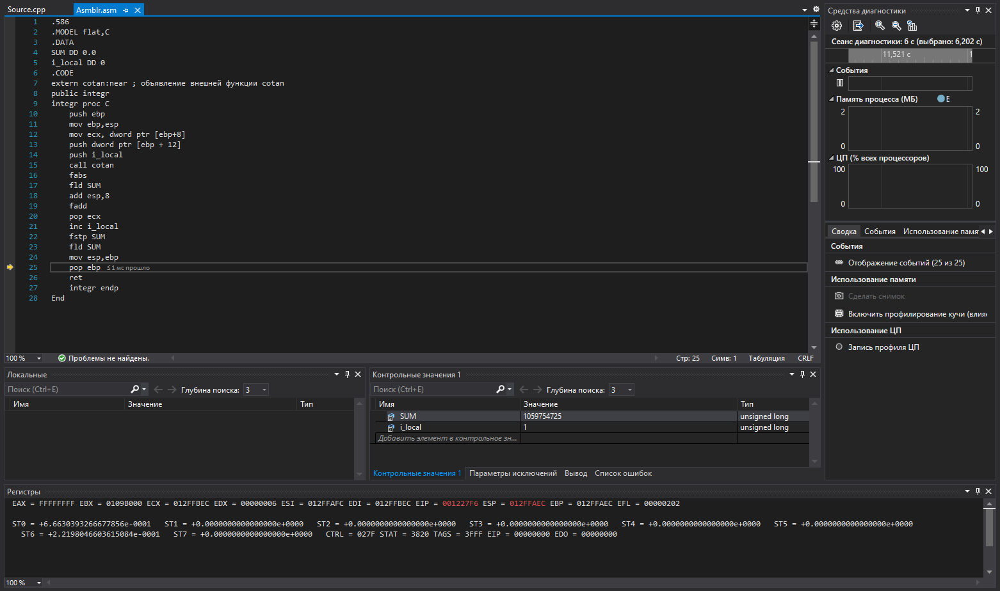 Source.cpp
Asmblr.asm
1 .586
2 .MODEL flat,C
3 .DATA
4 SUM DD 0.0
5 i_local DD 0
6 .CODE
7 extern cotan:near ; объявление внешней функции cotan
8 public integr
9 integr proc C
10 push ebp
11 mov ebp,esp
12 mov ecx, dword ptr [ebp+8]
13 push dword ptr [ebp + 12]
14 push i_local
15 call cotan
16 fabs
17 fld SUM
18 add esp,8
19 fadd
20 pop ecx
21 inc i_local
22 fstp SUM
23 fld SUM
24 mov esp,ebp
25 pop ebp ≤ 1 мс прошло
26 ret
27 integr endp
28 End
100 %
Проблемы не найдены.
Стр: 25 Симв: 1 Табуляция CRLF
Средства диагностики
Сеанс диагностики: 6 с (выбрано: 6,202 с)
11,521 с 1
События
Память процесса (МБ) Е
2 2
0 0
ЦП (% всех процессоров)
100 100
0 0
Сводка События Использование памя
События
Отображение событий (25 из 25)
Использование памяти
Сделать снимок
Включить профилирование кучи (влия
Использование ЦП
Запись профиля ЦП
Локальные
Поиск (Ctrl+E) Глубина поиска: 3
Имя Значение Тип
Контрольные значения 1
Поиск (Ctrl+E) Глубина поиска: 3
Имя Значение Тип
SUM 1059754725 unsigned long
i_local 1 unsigned long
Добавить элемент в контрольное зн...
Контрольные значения 1 Параметры исключений Вывод Список ошибок
Регистры
EAX = FFFFFFFF EBX = 0109B000 ECX = 012FFBEC EDX = 00000006 ESI = 012FFAFC EDI = 012FFBEC EIP = 001227F6 ESP = 012FFAEC EBP = 012FFAEC EFL = 00000202
ST0 = +6.6630393266677856e-0001 ST1 = +0.0000000000000000e+0000 ST2 = +0.0000000000000000e+0000 ST3 = +0.0000000000000000e+0000 ST4 = +0.0000000000000000e+0000 ST5 = +0.0000000000000000e+0000
ST6 = +2.2198046603615084e-0001 ST7 = +0.0000000000000000e+0000 CTRL = 027F STAT = 3820 TAGS = 3FFF EIP = 00000000 EDO = 00000000
100 %